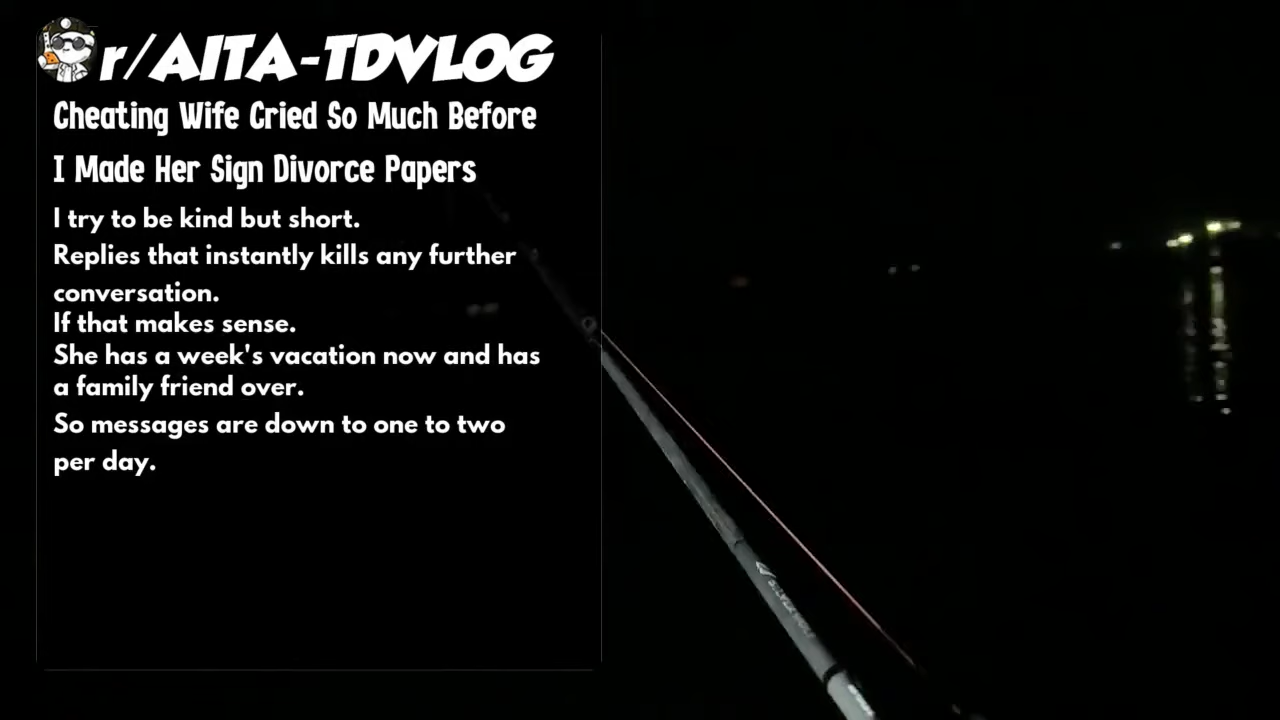 r/AITA-TDVLOG
Cheating Wife Cried So Much Before
I Made Her Sign Divorce Papers
I try to be kind but short.
Replies that instantly kills any further
conversation.
If that makes sense.
She has a week's vacation now and has
a family friend over.
So messages are down to one to two
per day.